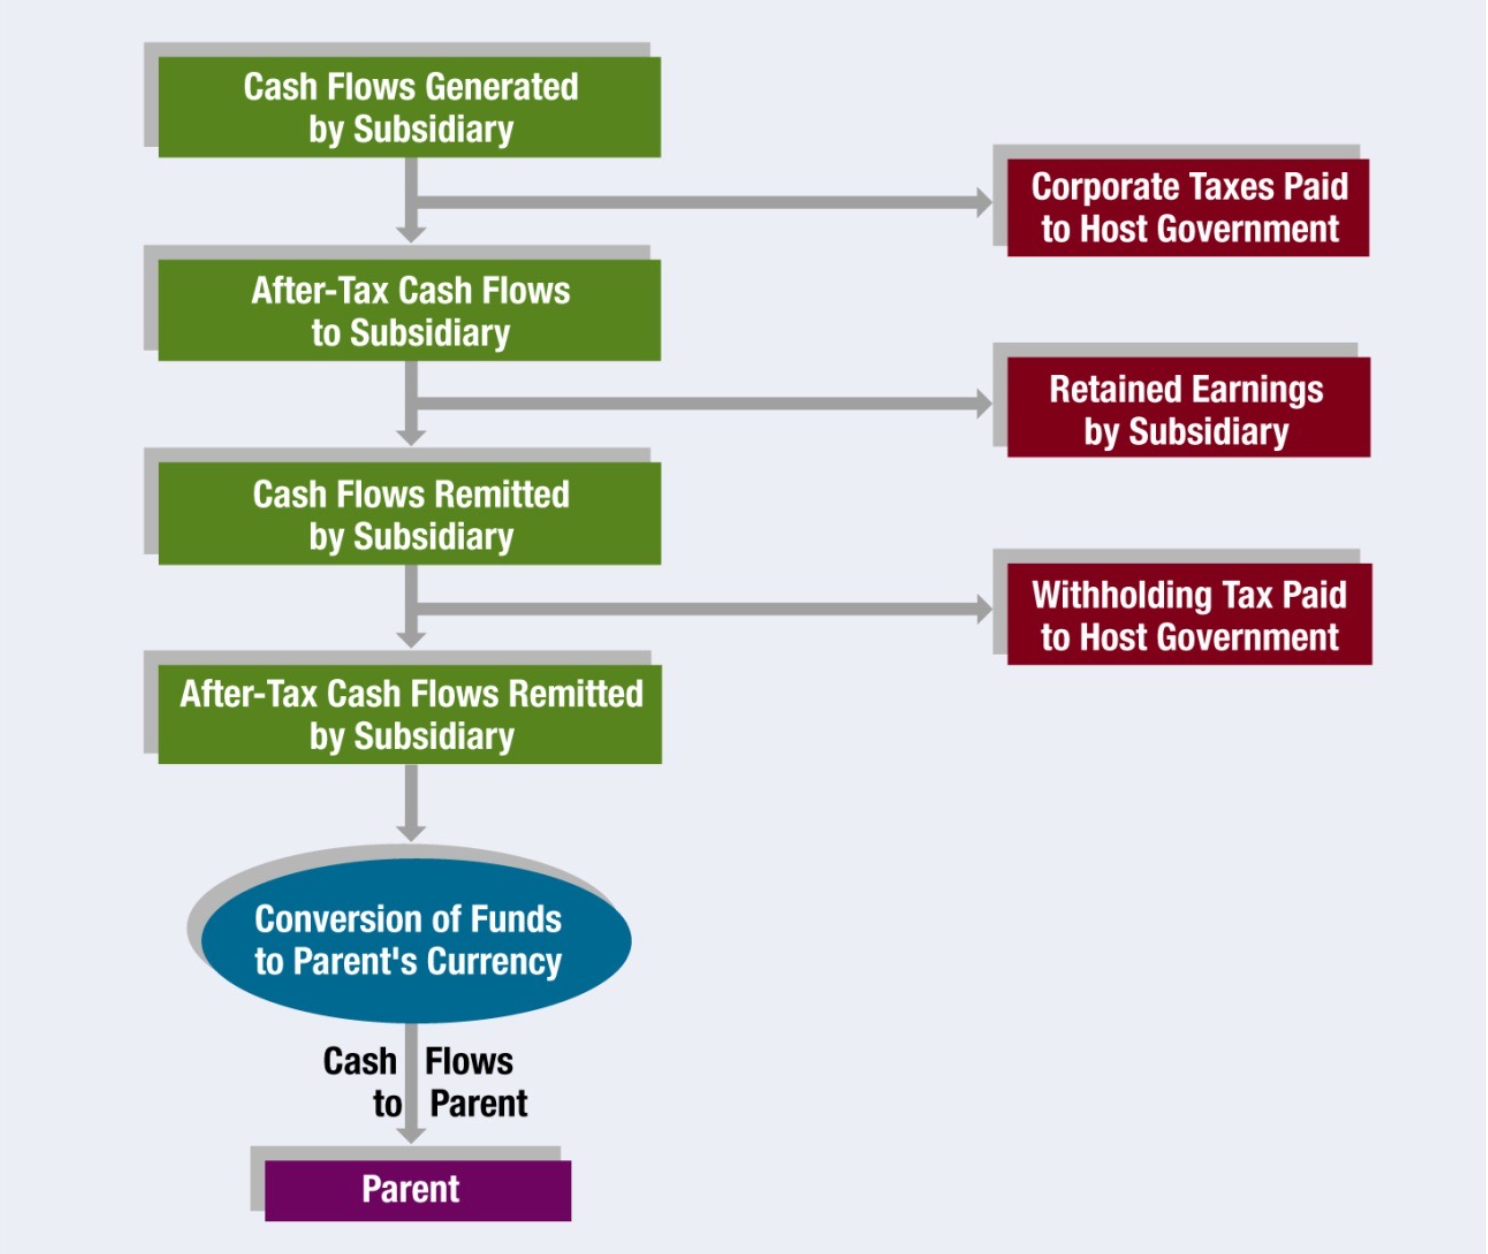 Cash Flows Generated
by Subsidiary
Corporate Taxes Paid
to Host Government
After-Tax Cash Flows
to Subsidiary
Retained Earnings
by Subsidiary
Cash Flows Remitted
by Subsidiary
Withholding Tax Paid
to Host Government
After-Tax Cash Flows Remitted
by Subsidiary
Conversion of Funds
to Parent's Currency
Cash Flows
to Parent
Parent